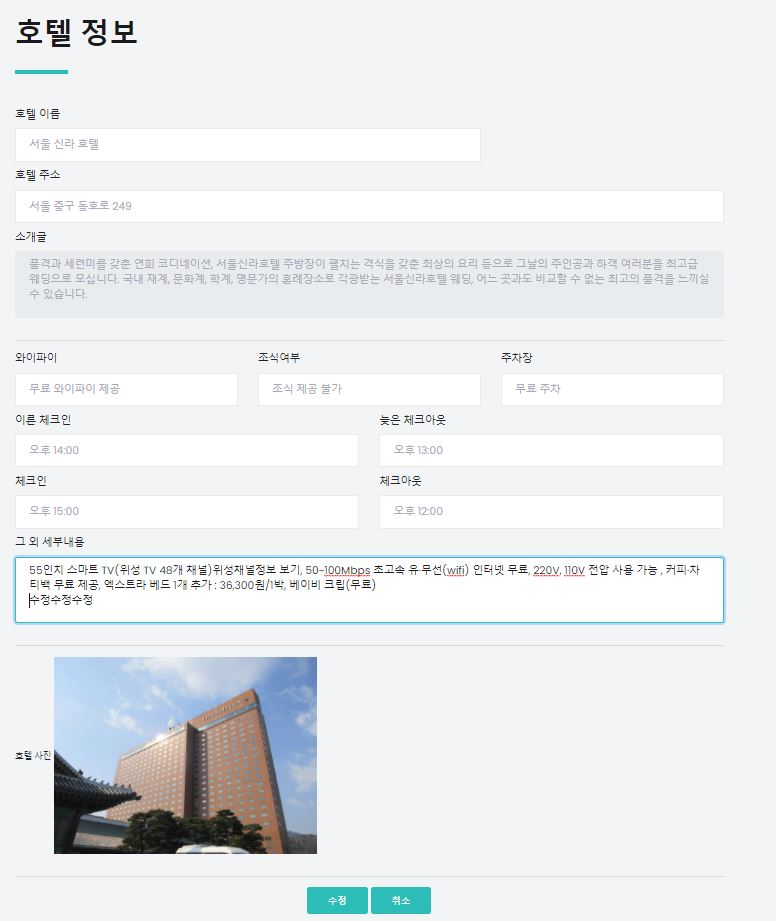 호텔 정보
호텔 이름
서울 신라 호텔
호텔 주소
서울 중구 동호로 249
소개글
품격과 세련미를 갖춘 연회 코디네이션, 서울신라호텔 주방장이 펼치는 격식을 갖춘 최상의 요리 등으로 그날의 주인공과 하객 여러분을 최고급
웨딩으로 모십니다. 국내 재계, 문화계, 학계, 명문가의 혼례장소로 각광받는 서울신라호텔 웨딩, 어느 곳과도 비교할 수 없는 최고의 품격을 느끼실
수 있습니다.
와이파이 조식여부 주차장
무료 와이파이 제공 조식 제공 불가 무료 주차
이른 체크인 늦은 체크아웃
오후 14:00 오후 13:00
체크인 체크아웃
오후 15:00 오후 12:00
그 외 세부내용
55인치 스마트 TV(위성 TV 48개 채널)위성채널정보 보기, 50~100Mbps 초고속 유·무선(wifi) 인터넷 무료, 220V, 110V 전압 사용 가능 , 커피·차
티백 무료 제공, 엑스트라 베드 1개 추가 : 36,300원/1박, 베이비 크립(무료)
수정수정수정
호텔 사진
수정 취소